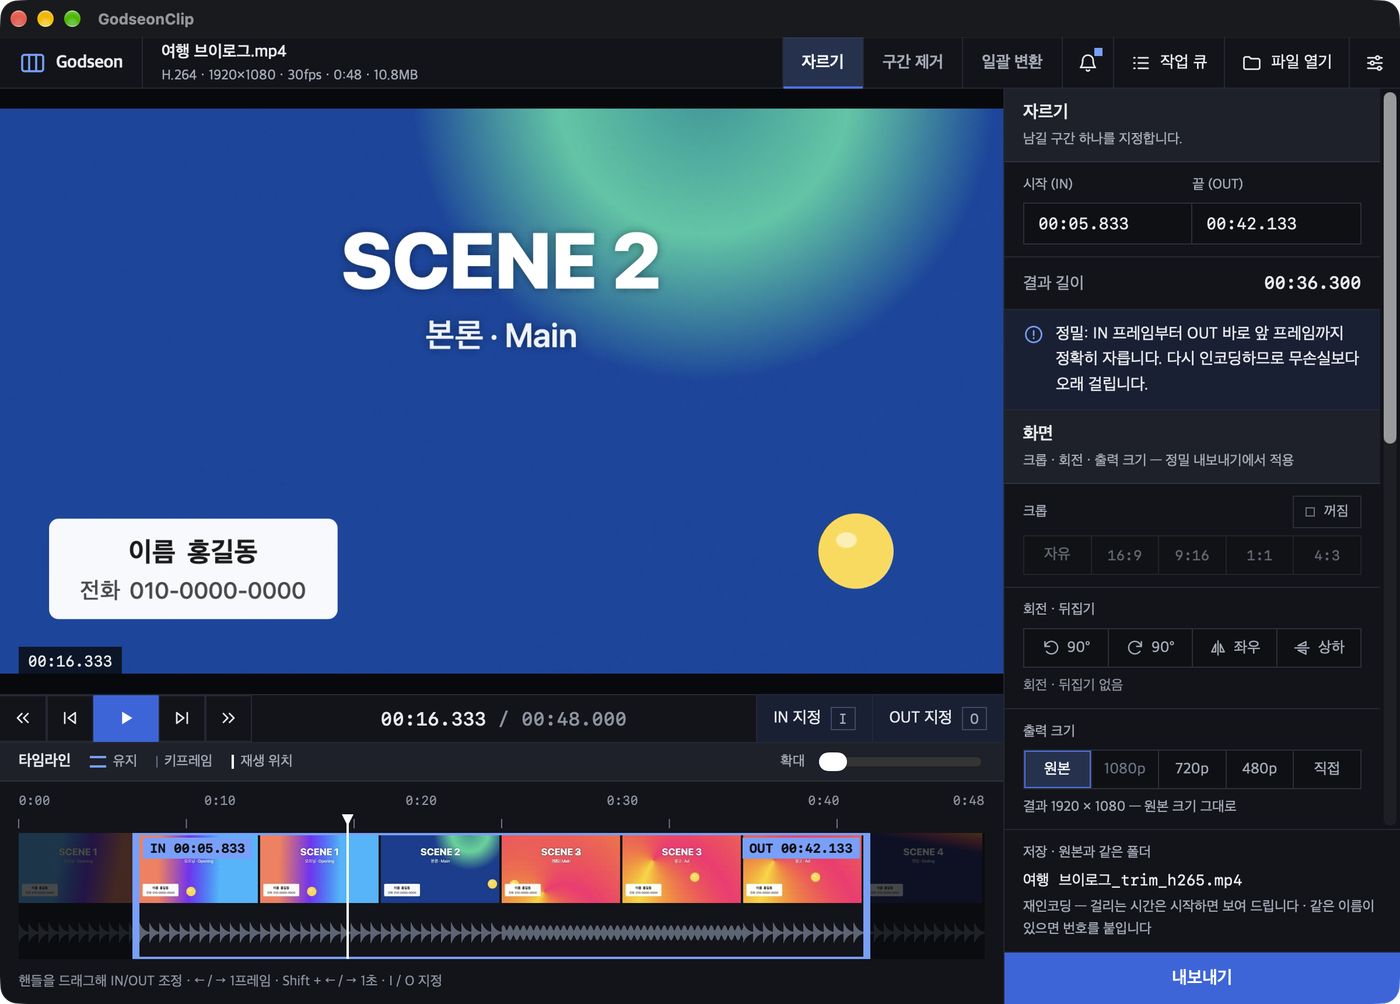 GodseonClip
Godseon
여행 브이로그.mp4
H.264 · 1920×1080 · 30fps · 0:48 · 10.8MB
자르기
구간 제거
일괄 변환
작업 큐
파일 열기
SCENE 2
본론 · Main
이름 홍길동
전화 010-0000-0000
00:16.333
00:16.333 / 00:48.000
IN 지정 I
OUT 지정 O
타임라인
유지
키프레임
재생 위치
확대
0:00 0:10 0:20 0:30 0:40 0:48
IN 00:05.833
OUT 00:42.133
SCENE 1
SCENE 1
SCENE 2
SCENE 3
SCENE 3
SCENE 4
핸들을 드래그해 IN/OUT 조정 · ← / → 1프레임 · Shift + ← / → 1초 · I / O 지정
자르기
남길 구간 하나를 지정합니다.
시작 (IN) 끝 (OUT)
00:05.833 00:42.133
결과 길이 00:36.300
정밀: IN 프레임부터 OUT 바로 앞 프레임까지
정확히 자릅니다. 다시 인코딩하므로 무손실보다
오래 걸립니다.
화면
크롭 · 회전 · 출력 크기 — 정밀 내보내기에서 적용
크롭 꺼짐
자유 16:9 9:16 1:1 4:3
회전 · 뒤집기
90° 90° 좌우 상하
회전 · 뒤집기 없음
출력 크기
원본 1080p 720p 480p 직접
결과 1920 × 1080 — 원본 크기 그대로
저장 · 원본과 같은 폴더
여행 브이로그_trim_h265.mp4
재인코딩 — 걸리는 시간은 시작하면 보여 드립니다 · 같은 이름이
있으면 번호를 붙입니다
내보내기